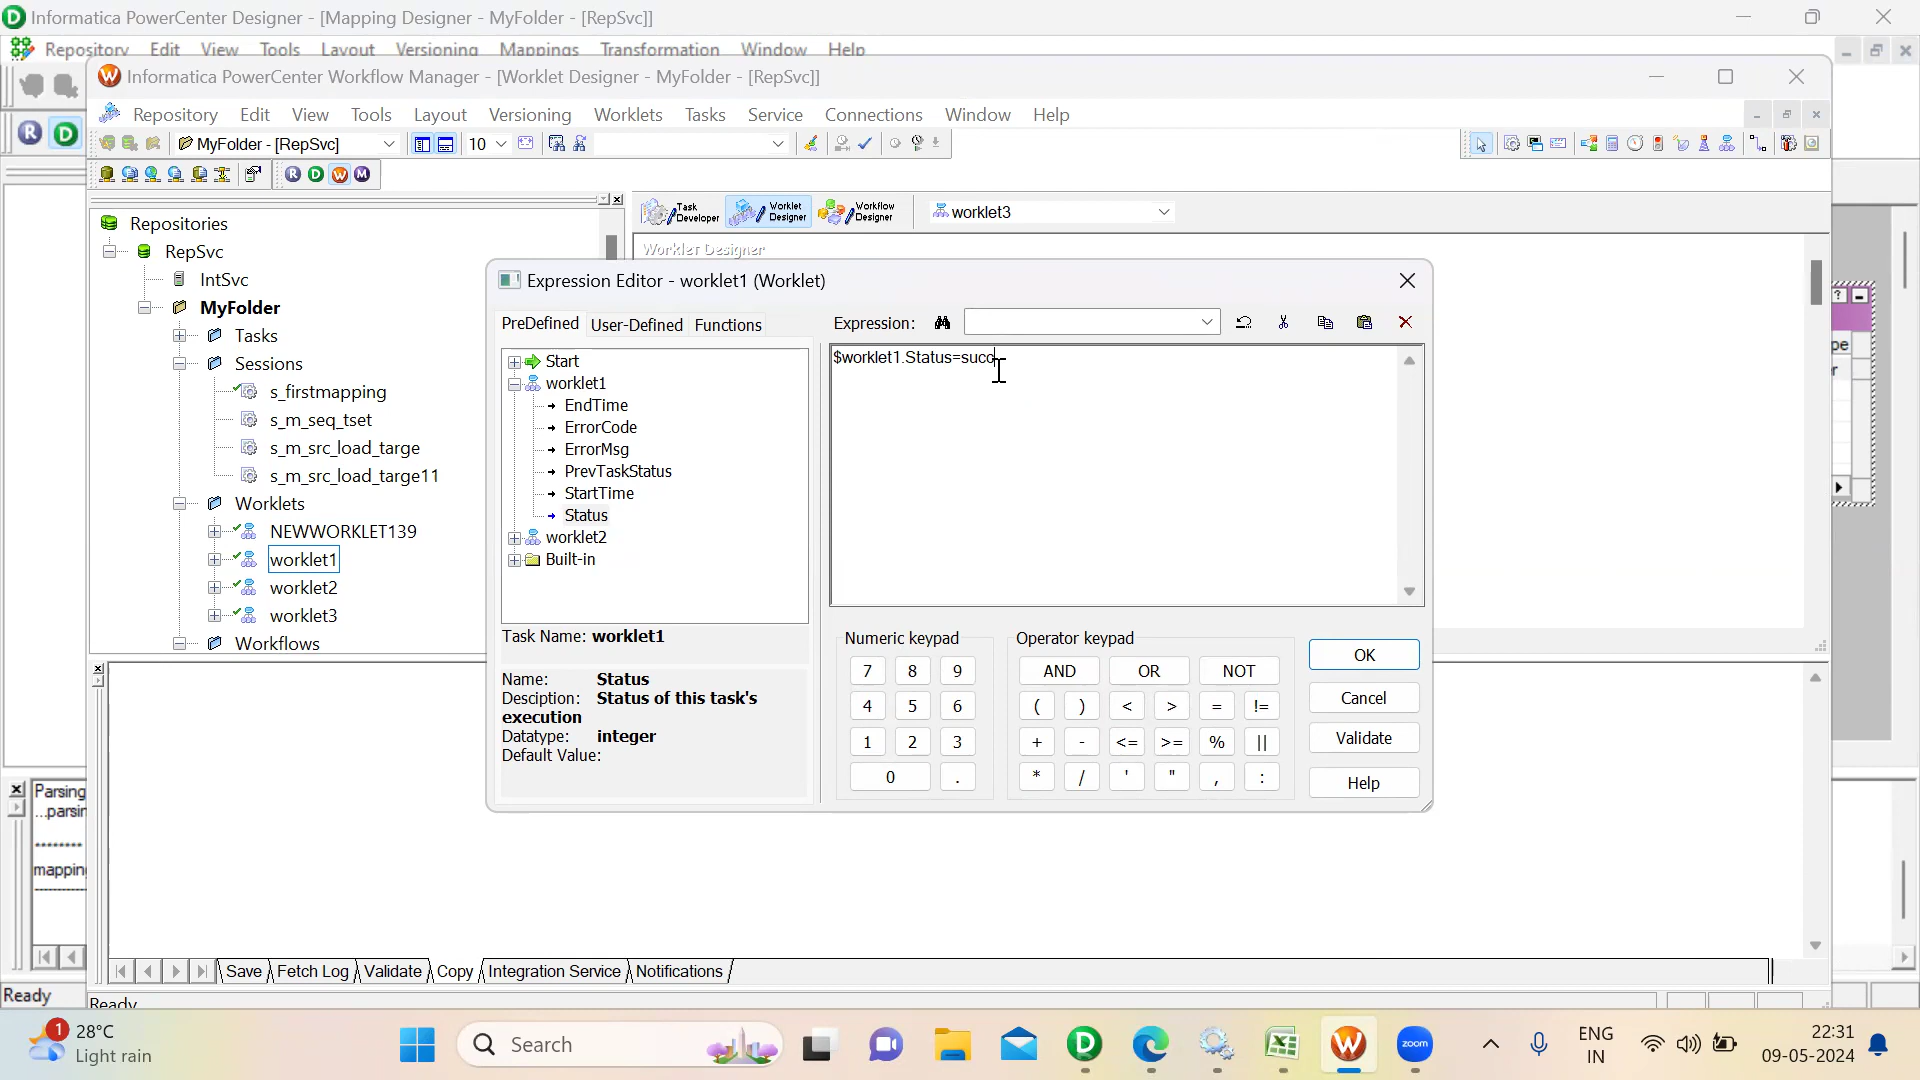 Informatica PowerCenter Designer - [Mapping Designer - MyFolder - [RepSvc]]
Repository Edit View Tools Layout Versioning Mappings Transformation Window Help
Informatica PowerCenter Workflow Manager - [Worklet Designer - MyFolder - [RepSvc]]
Repository Edit View Tools Layout Versioning Worklets Tasks Service Connections Window Help
MyFolder - [RepSvc] 10
R D W M
R D
Repositories
RepSvc
IntSvc
MyFolder
Tasks
Sessions
s_firstmapping
s_m_seq_tset
s_m_src_load_targe
s_m_src_load_targe11
Worklets
NEWWORKLET139
worklet1
worklet2
worklet3
Workflows
Task Developer
Worklet Designer
Workflow Designer
worklet3
Worklet Designer
Expression Editor - worklet1 (Worklet)
PreDefined User-Defined Functions
Expression:
Start
worklet1
EndTime
ErrorCode
ErrorMsg
PrevTaskStatus
StartTime
Status
worklet2
Built-in
$worklet1.Status=succ
Task Name: worklet1
Name: Status
Desciption: Status of this task's
execution
Datatype: integer
Default Value:
Numeric keypad
7 8 9
4 5 6
1 2 3
0 .
Operator keypad
AND OR NOT
( ) < > = !=
+ - <= >= % ||
* / ' " , :
OK
Cancel
Validate
Help
Parsing
...parsin
********
mapping
Save Fetch Log Validate Copy Integration Service Notifications
Ready
Ready
1
28°C
Light rain
Search
zoom
ENG
IN
22:31
09-05-2024